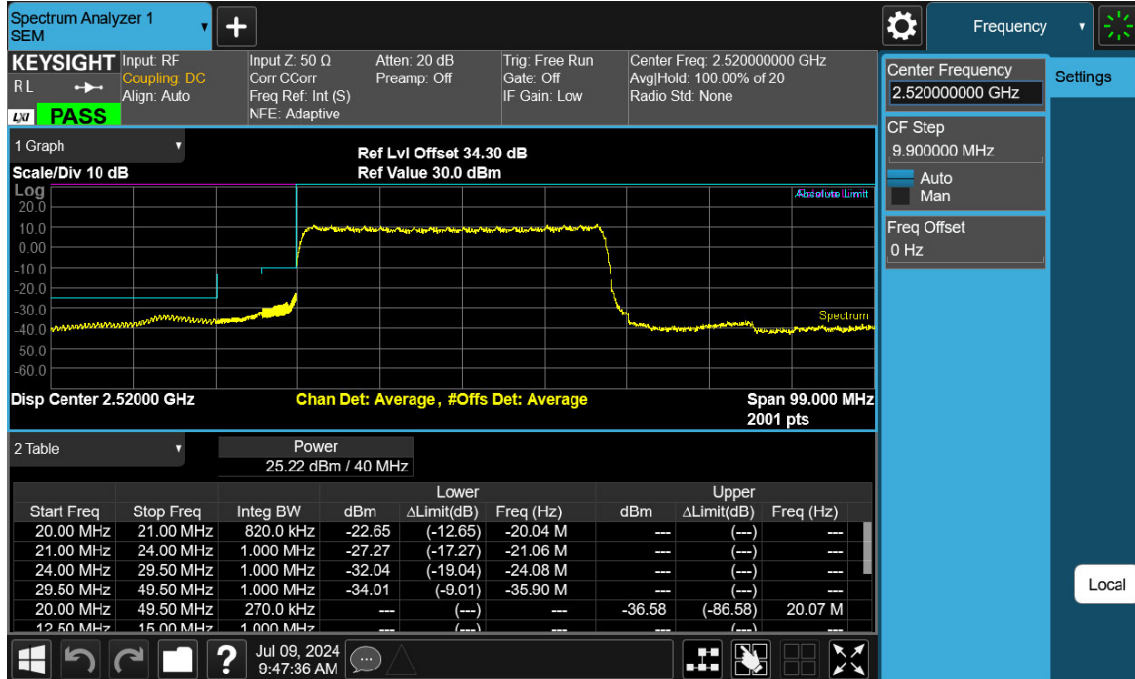 Spectrum Analyzer 1
SEM
Frequency
KEYSIGHT
R L
LXI PASS
Input: RF
Coupling: DC
Align: Auto
Input Z: 50 Ω
Corr CCorr
Freq Ref: Int (S)
NFE: Adaptive
Atten: 20 dB
Preamp: Off
Trig: Free Run
Gate: Off
IF Gain: Low
Center Freq: 2.520000000 GHz
Avg|Hold: 100.00% of 20
Radio Std: None
Center Frequency
2.520000000 GHz
Settings
CF Step
9.900000 MHz
Auto
Man
Freq Offset
0 Hz
Local
1 Graph
Scale/Div 10 dB
Ref Lvl Offset 34.30 dB
Ref Value 30.0 dBm
Log
Absolute Limit
20.0
10.0
0.00
-10.0
-20.0
-30.0
-40.0
50.0
-60.0
Spectrum
Disp Center 2.52000 GHz
Chan Det: Average , #Offs Det: Average
Span 99.000 MHz
2001 pts
2 Table
Power
25.22 dBm / 40 MHz
Lower Upper
Start Freq Stop Freq Integ BW dBm ΔLimit(dB) Freq (Hz) dBm ΔLimit(dB) Freq (Hz)
20.00 MHz 21.00 MHz 820.0 kHz -22.65 (-12.65) -20.04 M --- (---) ---
21.00 MHz 24.00 MHz 1.000 MHz -27.27 (-17.27) -21.06 M --- (---) ---
24.00 MHz 29.50 MHz 1.000 MHz -32.04 (-19.04) -24.08 M --- (---) ---
29.50 MHz 49.50 MHz 1.000 MHz -34.01 (-9.01) -35.90 M --- (---) ---
20.00 MHz 49.50 MHz 270.0 kHz --- (---) --- -36.58 (-86.58) 20.07 M
12.50 MHz 15.00 MHz 1.000 MHz --- (---) --- --- (---) ---
?
Jul 09, 2024
9:47:36 AM